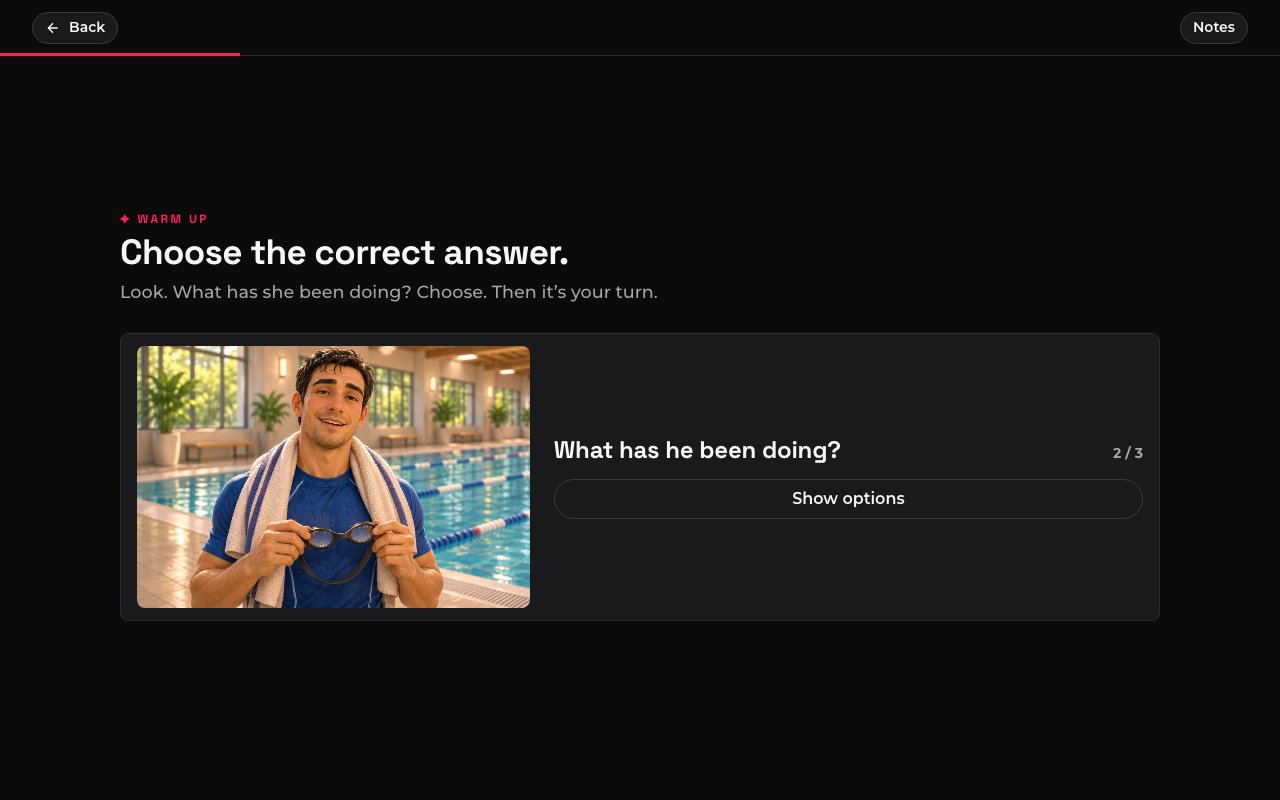 Back
Notes
WARM UP
Choose the correct answer.
Look. What has she been doing? Choose. Then it’s your turn.
What has he been doing?
2 / 3
Show options